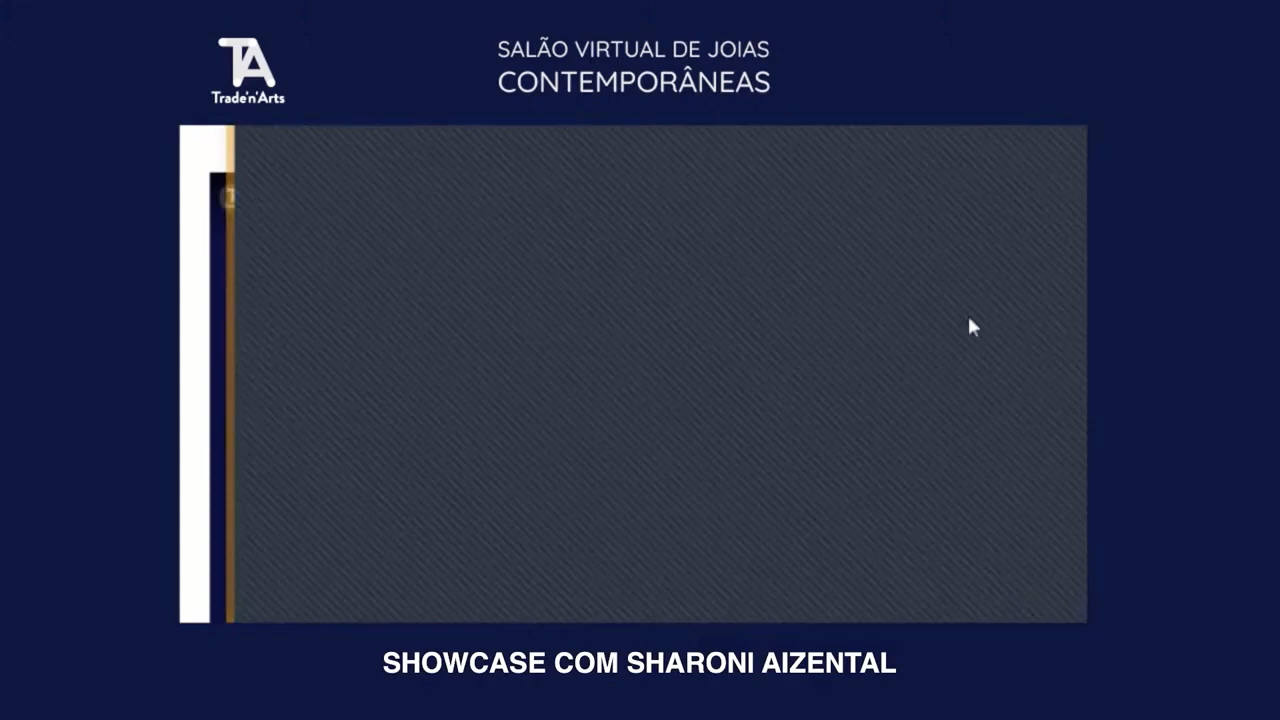 TA
Trade'n'Arts
SALÃO VIRTUAL DE JOIAS
CONTEMPORÂNEAS
SHOWCASE COM SHARONI AIZENTAL